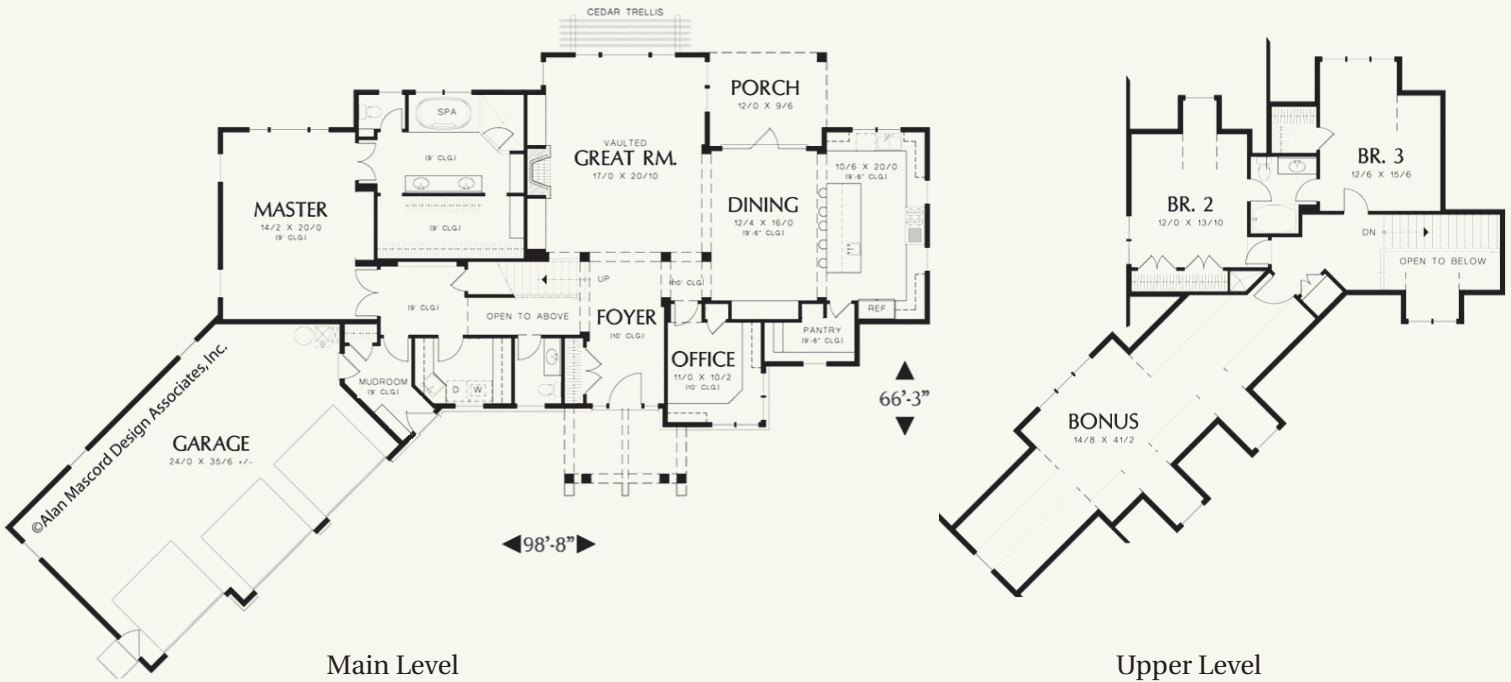 CEDAR TRELLIS
PORCH
12/0 X 9/6
SPA
(9' CLG.)
VAULTED
GREAT RM.
17/0 X 20/10
10/6 X 20/0
(9'-6" CLG.)
MASTER
14/2 X 20/0
(9' CLG.)
(9' CLG.)
DINING
12/4 X 16/0
(9'-6" CLG.)
UP
(10' CLG.)
(9' CLG.)
OPEN TO ABOVE
FOYER
(10' CLG.)
REF.
PANTRY
(9'-6" CLG.)
OFFICE
11/0 X 10/2
(10' CLG.)
MUDROOM
(9' CLG.)
D W
GARAGE
24/0 X 35/6 +/-
©Alan Mascord Design Associates, Inc.
66'-3"
98'-8"
Main Level
BR. 3
12/6 X 15/6
BR. 2
12/0 X 13/10
DN
OPEN TO BELOW
BONUS
14/8 X 41/2
Upper Level